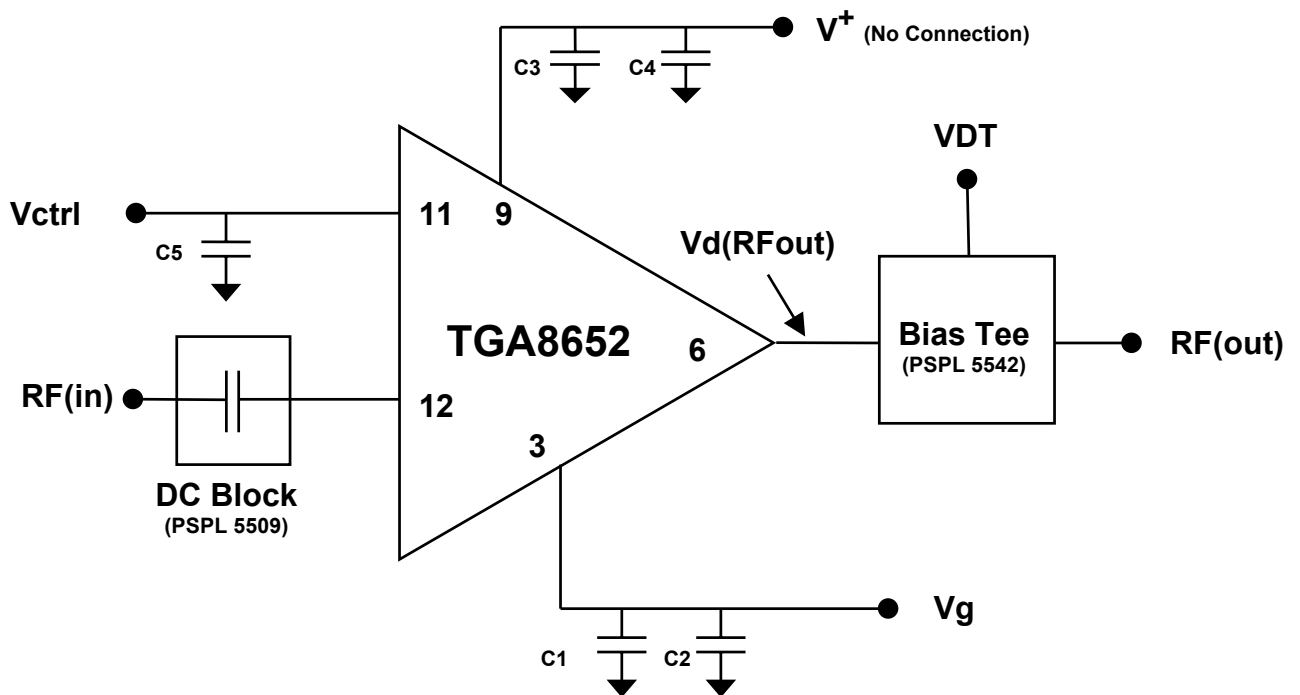 V+ (No Connection)
C3
C4
VDT
Vctrl
11
9
C5
Vd(RFout)
TGA8652
6
Bias Tee
(PSPL 5542)
RF(out)
RF(in)
12
3
DC Block
(PSPL 5509)
Vg
C1
C2